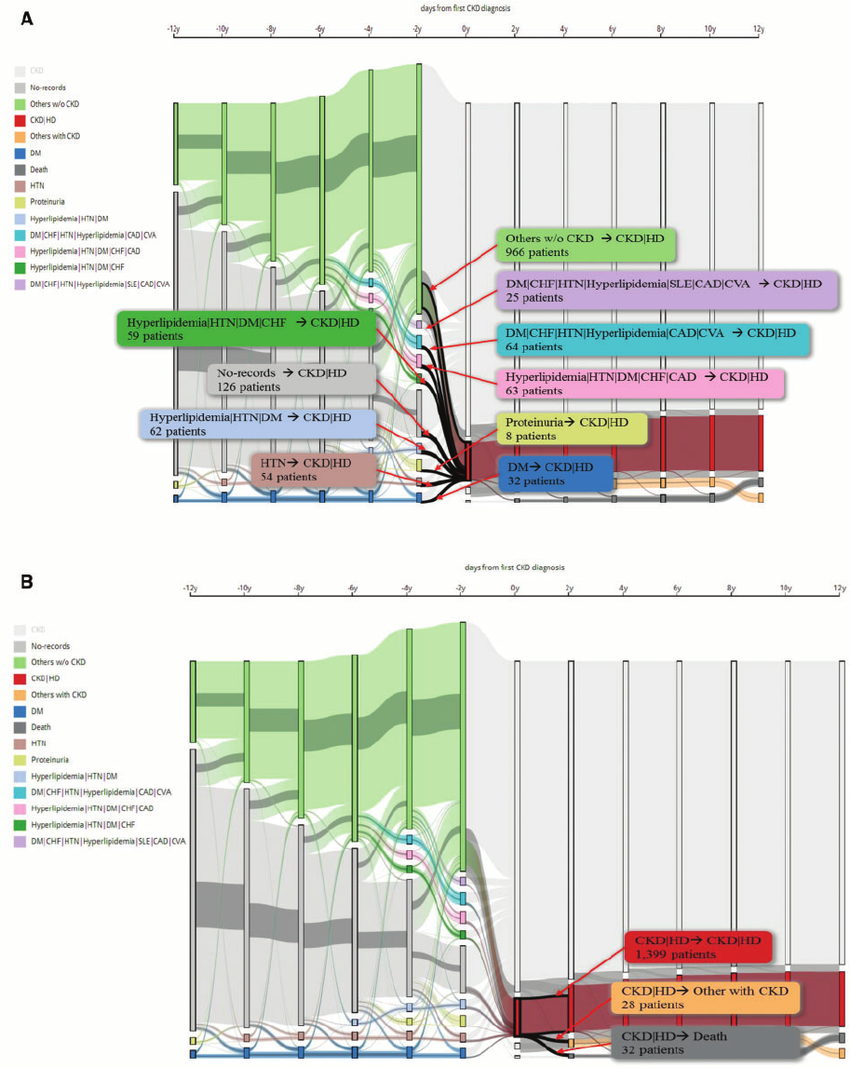 A
days from first CKD diagnosis
-12y -10y -8y -6y -4y -2y 0y 2y 4y 6y 8y 10y 12y
CKD
No-records
Others w/o CKD
CKD|HD
Others with CKD
DM
Death
HTN
Proteinuria
Hyperlipidemia|HTN|DM
DM|CHF|HTN|Hyperlipidemia|CAD|CVA
Hyperlipidemia|HTN|DM|CHF|CAD
Hyperlipidemia|HTN|DM|CHF
DM|CHF|HTN|Hyperlipidemia|SLE|CAD|CVA
Others w/o CKD → CKD|HD
966 patients
DM|CHF|HTN|Hyperlipidemia|SLE|CAD|CVA → CKD|HD
25 patients
Hyperlipidemia|HTN|DM|CHF → CKD|HD
59 patients
DM|CHF|HTN|Hyperlipidemia|CAD|CVA → CKD|HD
64 patients
No-records → CKD|HD
126 patients
Hyperlipidemia|HTN|DM|CHF|CAD → CKD|HD
63 patients
Hyperlipidemia|HTN|DM → CKD|HD
62 patients
Proteinuria→ CKD|HD
8 patients
HTN→ CKD|HD
54 patients
DM→ CKD|HD
32 patients
B
days from first CKD diagnosis
-12y -10y -8y -6y -4y -2y 0y 2y 4y 6y 8y 10y 12y
CKD
No-records
Others w/o CKD
CKD|HD
Others with CKD
DM
Death
HTN
Proteinuria
Hyperlipidemia|HTN|DM
DM|CHF|HTN|Hyperlipidemia|CAD|CVA
Hyperlipidemia|HTN|DM|CHF|CAD
Hyperlipidemia|HTN|DM|CHF
DM|CHF|HTN|Hyperlipidemia|SLE|CAD|CVA
CKD|HD→ CKD|HD
1,399 patients
CKD|HD→ Other with CKD
28 patients
CKD|HD→ Death
32 patients